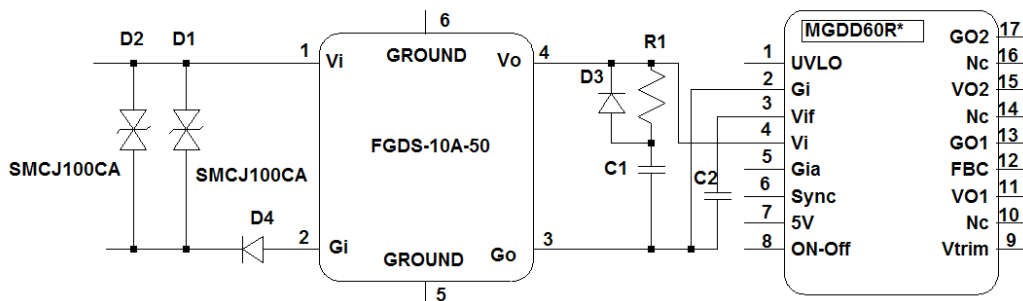 6
D2 D1
GROUND
1 Vi
Vo 4
R1
D3
FGDS-10A-50
SMCJ100CA
SMCJ100CA
C1
C2
D4
2 Gi
Go 3
GROUND
5
MGDD60R*
1 UVLO
2 Gi
3 Vif
4 Vi
5 Gia
6 Sync
7 5V
8 ON-Off
GO2 17
Nc 16
VO2 15
Nc 14
GO1 13
FBC 12
VO1 11
Nc 10
Vtrim 9